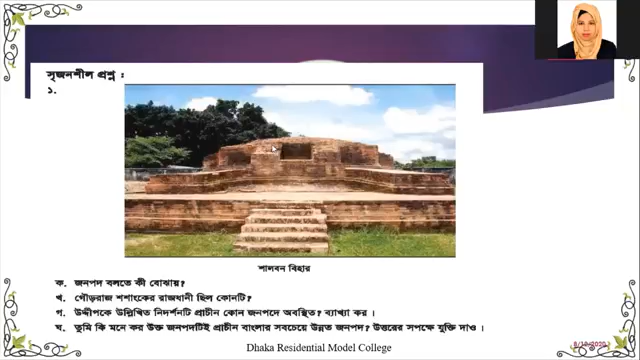 সৃজনশীল প্রশ্ন :
১.
শালবন বিহার
ক. জনপদ বলতে কী বোঝায়?
খ. গৌড়রাজ শশাংকের রাজধানী ছিল কোনটি?
গ. উদ্দীপকে উল্লিখিত নিদর্শনটি প্রাচীন কোন জনপদে অবস্থিত? ব্যাখ্যা কর ।
ঘ. তুমি কি মনে কর উক্ত জনপদটিই প্রাচীন বাংলার সবচেয়ে উন্নত জনপদ? উত্তরের সপক্ষে যুক্তি দাও ।
Dhaka Residential Model College